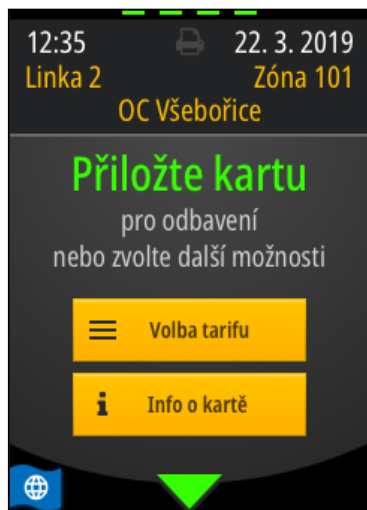 12:35 22. 3. 2019
Linka 2 Zóna 101
OC Všebořice
Přiložte kartu
pro odbavení
nebo zvolte další možnosti
Volba tarifu
Info o kartě